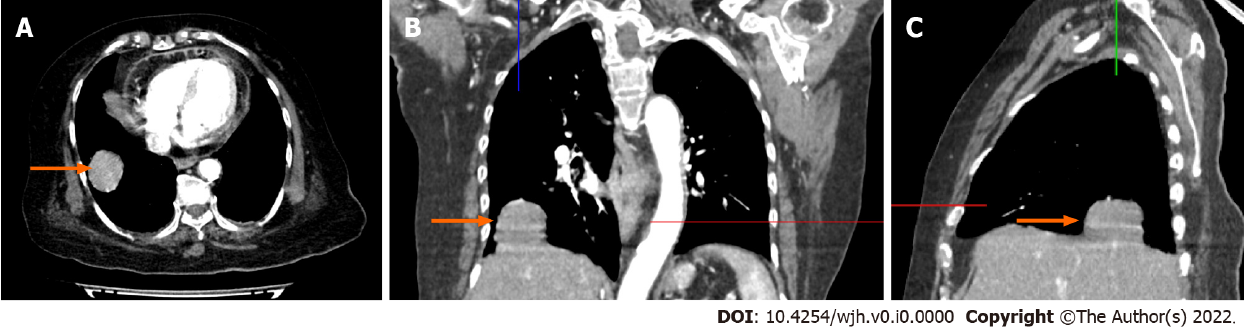 A
B
C
DOI: 10.4254/wjh.v0.i0.0000 Copyright ©The Author(s) 2022.